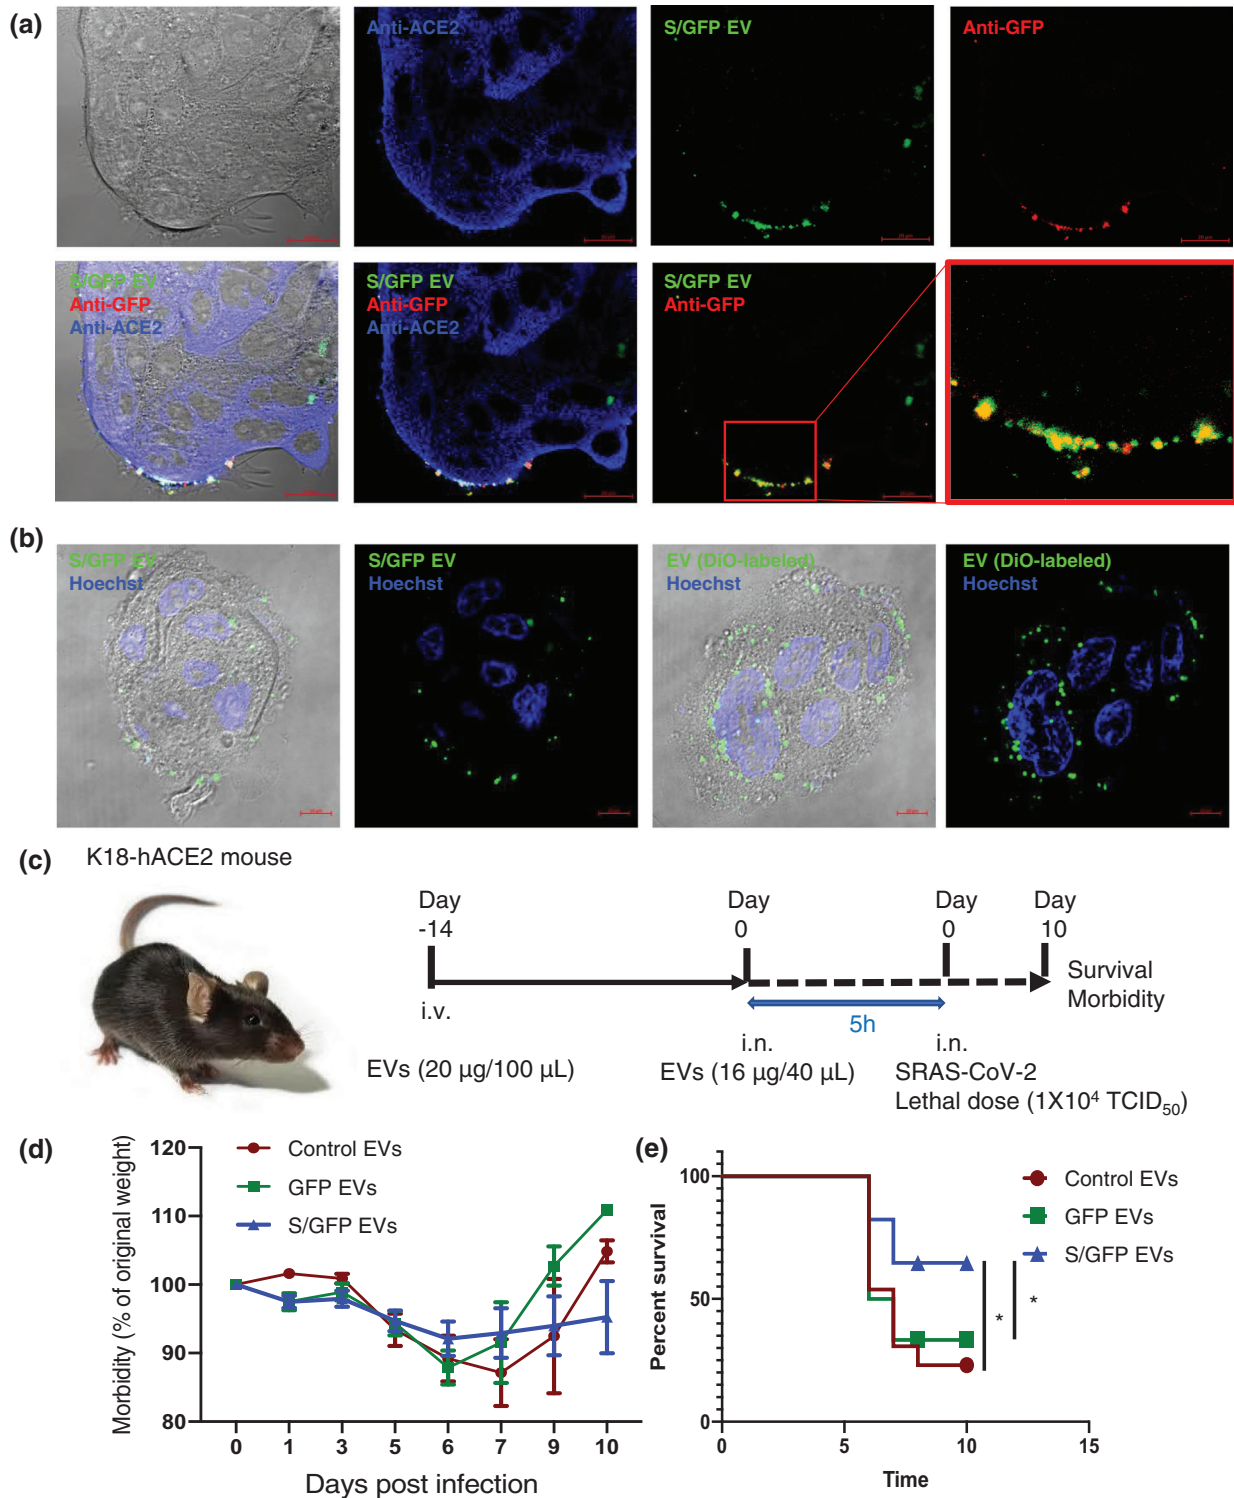 (a)
Anti-ACE2
S/GFP EV
Anti-GFP
S/GFP EV
Anti-GFP
Anti-ACE2
S/GFP EV
Anti-GFP
Anti-ACE2
S/GFP EV
Anti-GFP
(b)
S/GFP EV
Hoechst
S/GFP EV
Hoechst
EV (DiO-labeled)
Hoechst
EV (DiO-labeled)
Hoechst
(c)
K18-hACE2 mouse
Day
-14
Day
0
Day
0
Day
10
Survival
Morbidity
i.v.
5h
i.n.
i.n.
EVs (20 µg/100 µL)
EVs (16 µg/40 µL)
SRAS-CoV-2
Lethal dose (1X10⁴ TCID₅₀)
(d)
Morbidity (% of original weight)
120
110
100
90
80
Control EVs
GFP EVs
S/GFP EVs
0 1 3 5 6 7 9 10
Days post infection
(e)
Percent survival
100
50
0
Control EVs
GFP EVs
S/GFP EVs
*
*
0 5 10 15
Time